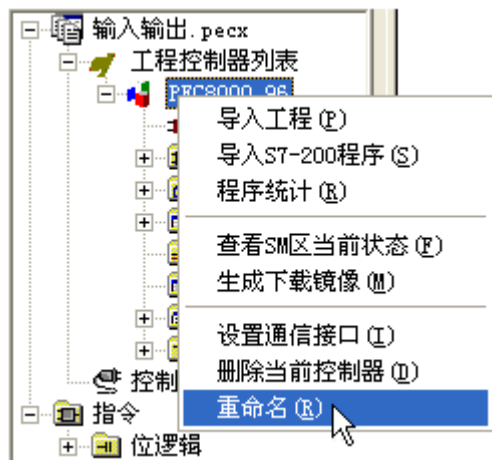 输入输出.pecx
工程控制器列表
PEC8000_96
导入工程(P)
导入S7-200程序(S)
程序统计(R)
查看SM区当前状态(F)
生成下载镜像(M)
设置通信接口(I)
删除当前控制器(D)
控制
重命名(R)
指令
位逻辑